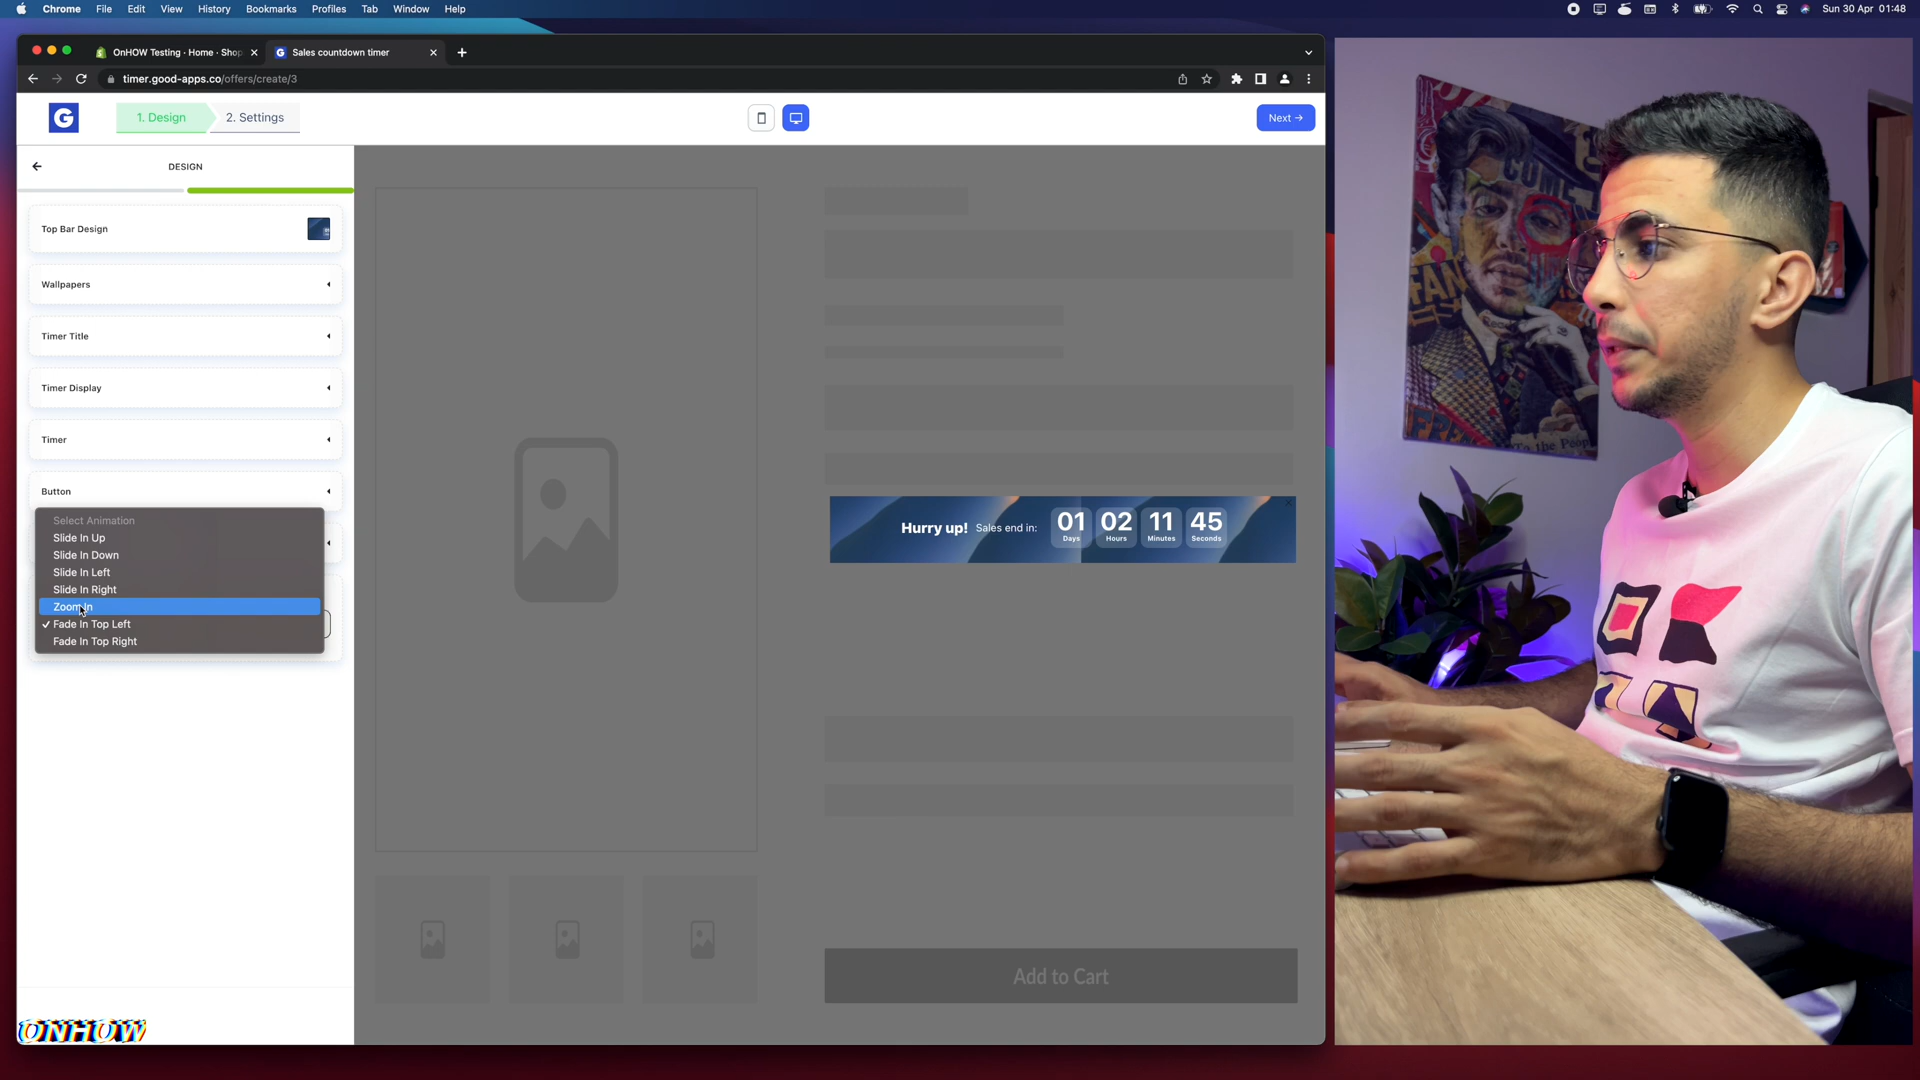 Chrome File Edit View History Bookmarks Profiles Tab Window Help
Sun 30 Apr 01:48
OnHOW Testing · Home · Shop
Sales countdown timer
timer.good-apps.co/offers/create/3
G
1. Design
2. Settings
Next →
DESIGN
Top Bar Design
Wallpapers
Timer Title
Timer Display
Timer
Button
Select Animation
Slide In Up
Slide In Down
Slide In Left
Slide In Right
Zoom In
✓ Fade In Top Left
Fade In Top Right
Hurry up! Sales end in: 01 02 11 45
Days Hours Minutes Seconds
Add to Cart
ONHOW
the People